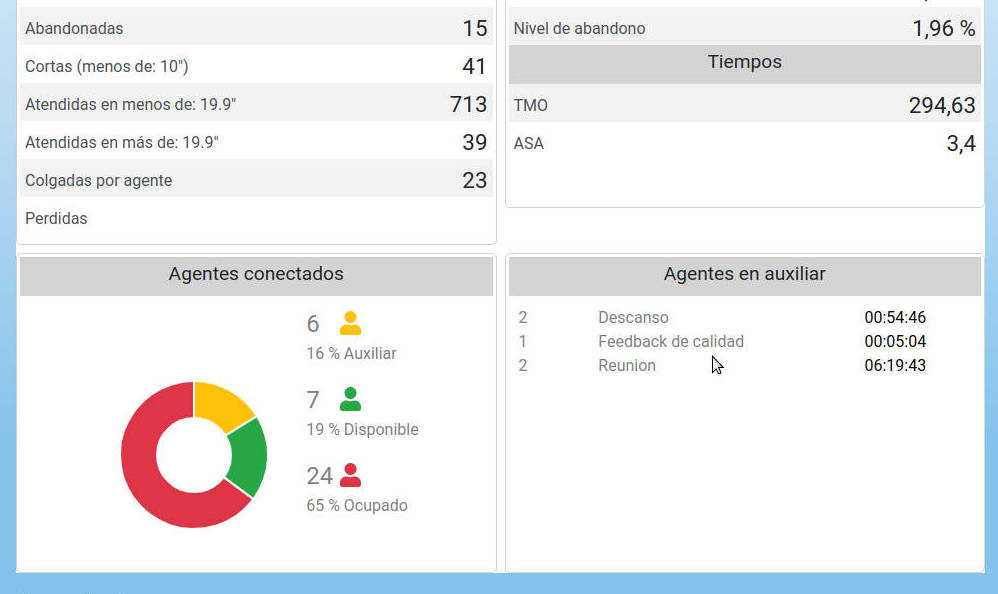 Abandonadas 15
Cortas (menos de: 10") 41
Atendidas en menos de: 19.9" 713
Atendidas en más de: 19.9" 39
Colgadas por agente 23
Perdidas
Nivel de abandono 1,96 %
Tiempos
TMO 294,63
ASA 3,4
Agentes conectados
6
16 % Auxiliar
7
19 % Disponible
24
65 % Ocupado
Agentes en auxiliar
2 Descanso 00:54:46
1 Feedback de calidad 00:05:04
2 Reunion 06:19:43